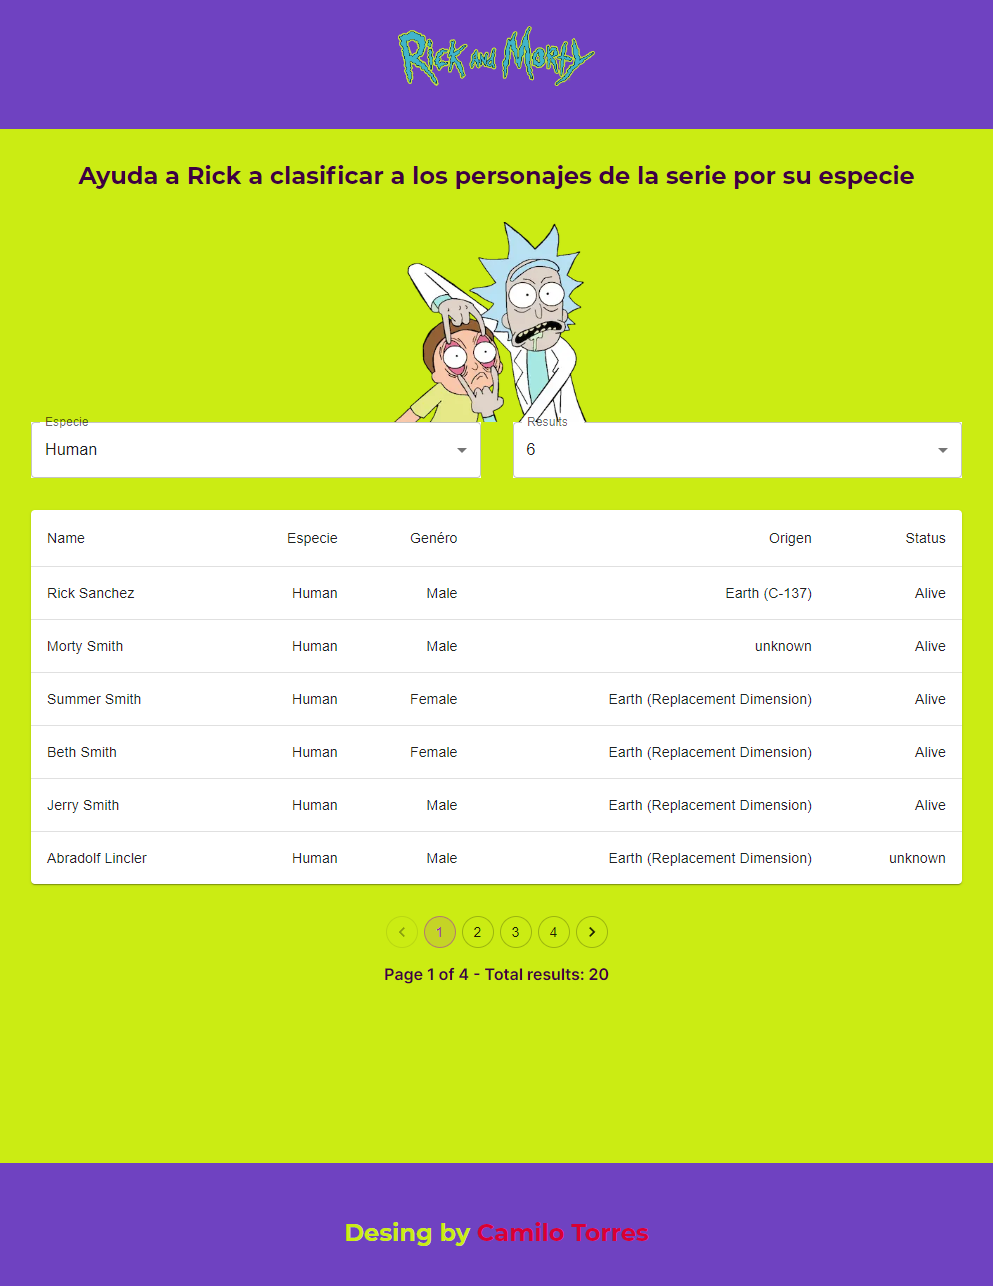 Rick and Morty
Ayuda a Rick a clasificar a los personajes de la serie por su especie
Especie Results
Human 6
Name Especie Genéro Origen Status
Rick Sanchez Human Male Earth (C-137) Alive
Morty Smith Human Male unknown Alive
Summer Smith Human Female Earth (Replacement Dimension) Alive
Beth Smith Human Female Earth (Replacement Dimension) Alive
Jerry Smith Human Male Earth (Replacement Dimension) Alive
Abradolf Lincler Human Male Earth (Replacement Dimension) unknown
1 2 3 4
Page 1 of 4 - Total results: 20
Desing by Camilo Torres